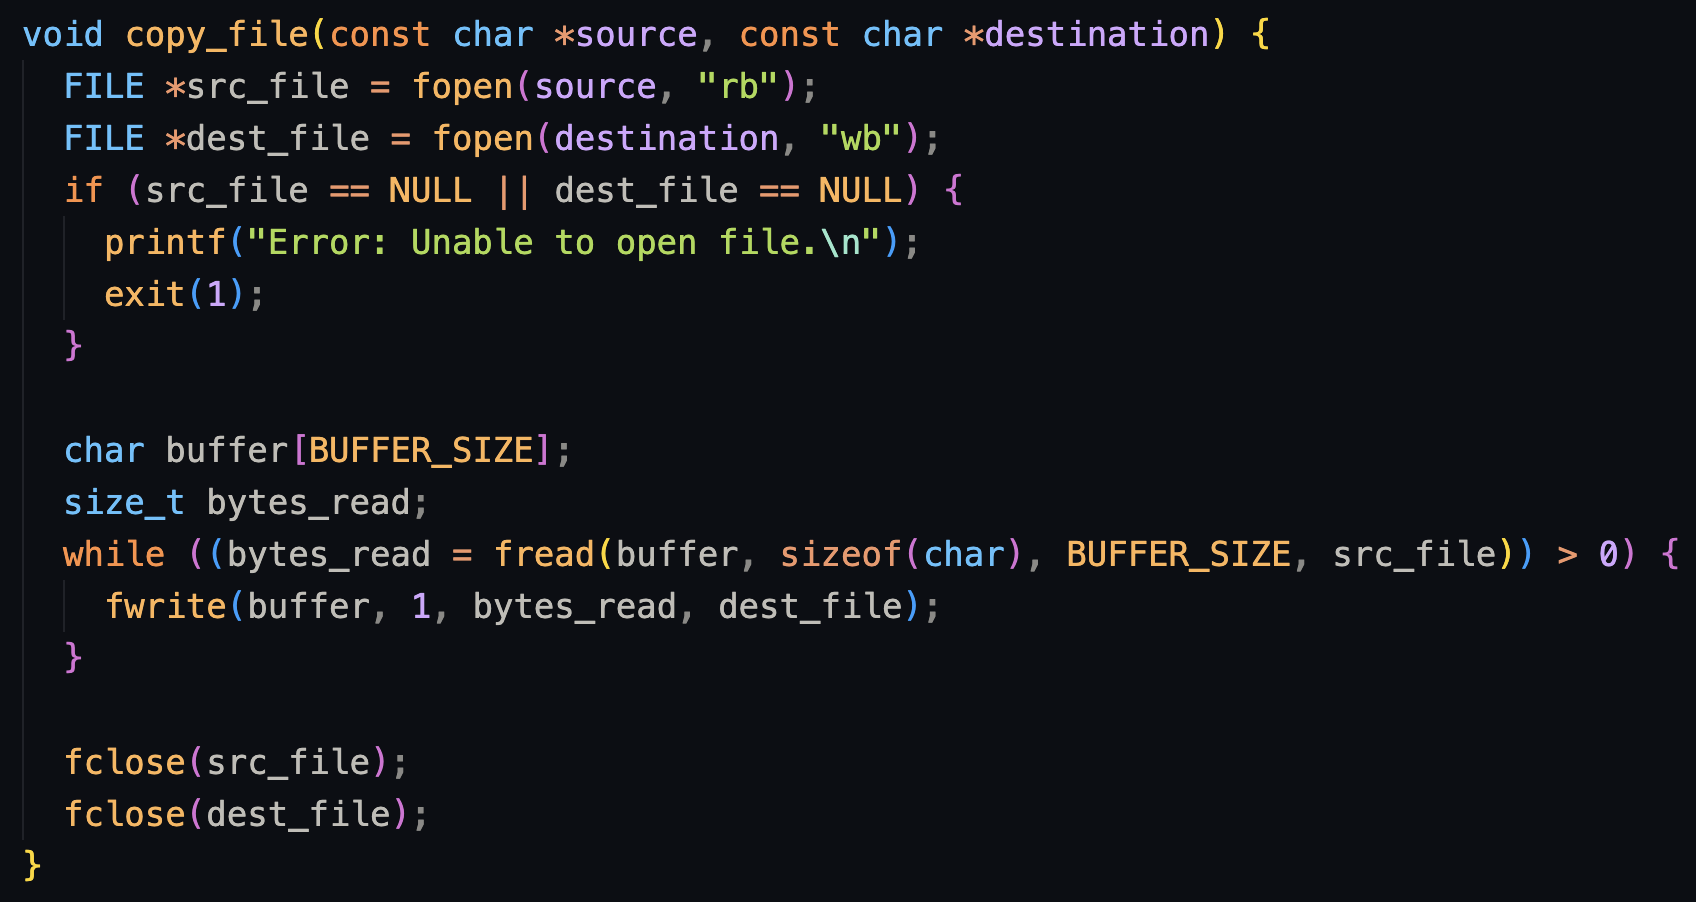 void copy_file(const char *source, const char *destination) {
  FILE *src_file = fopen(source, "rb");
  FILE *dest_file = fopen(destination, "wb");
  if (src_file == NULL || dest_file == NULL) {
    printf("Error: Unable to open file.\n");
    exit(1);
  }

  char buffer[BUFFER_SIZE];
  size_t bytes_read;
  while ((bytes_read = fread(buffer, sizeof(char), BUFFER_SIZE, src_file)) > 0) {
    fwrite(buffer, 1, bytes_read, dest_file);
  }

  fclose(src_file);
  fclose(dest_file);
}